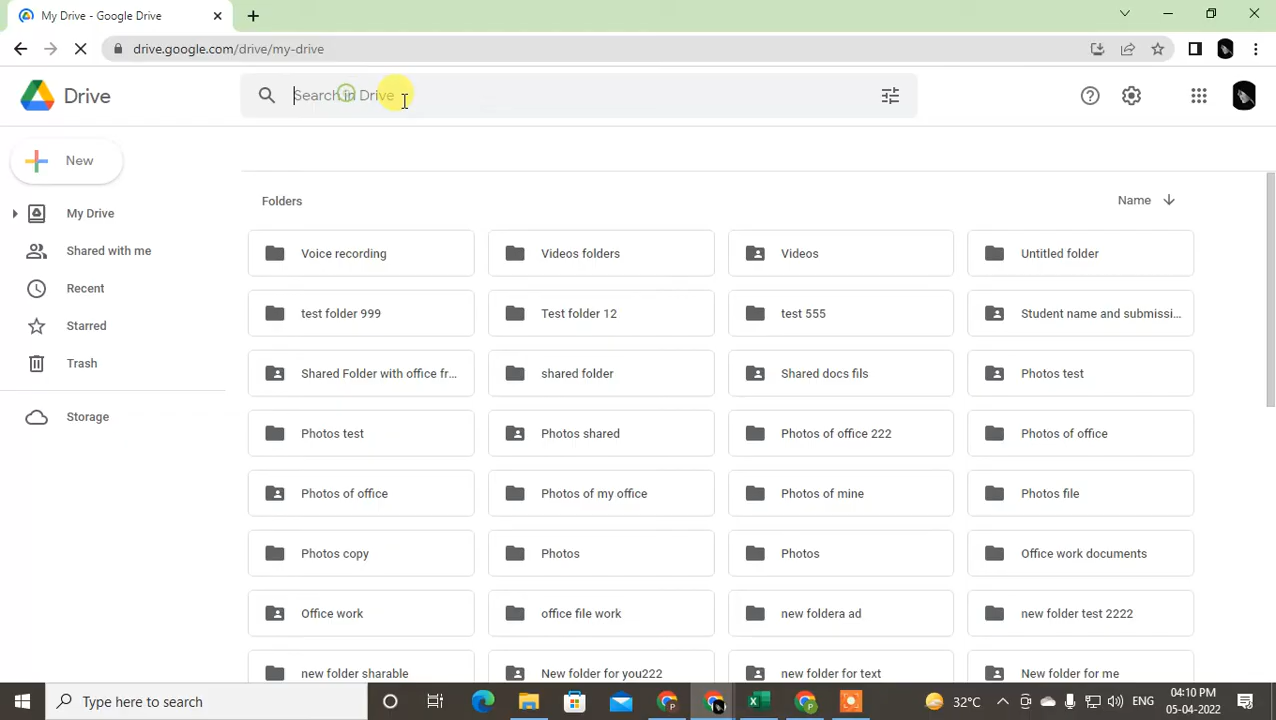 My Drive - Google Drive
drive.google.com/drive/my-drive
Drive
Search in Drive
New
My Drive
Shared with me
Recent
Starred
Trash
Storage
Folders
Name
Voice recording
Videos folders
Videos
Untitled folder
test folder 999
Test folder 12
test 555
Student name and submissi...
Shared Folder with office fr...
shared folder
Shared docs fils
Photos test
Photos test
Photos shared
Photos of office 222
Photos of office
Photos of office
Photos of my office
Photos of mine
Photos file
Photos copy
Photos
Photos
Office work documents
Office work
office file work
new foldera ad
new folder test 2222
new folder sharable
New folder for you222
new folder for text
New folder for me
Type here to search
32°C
ENG
04:10 PM
05-04-2022